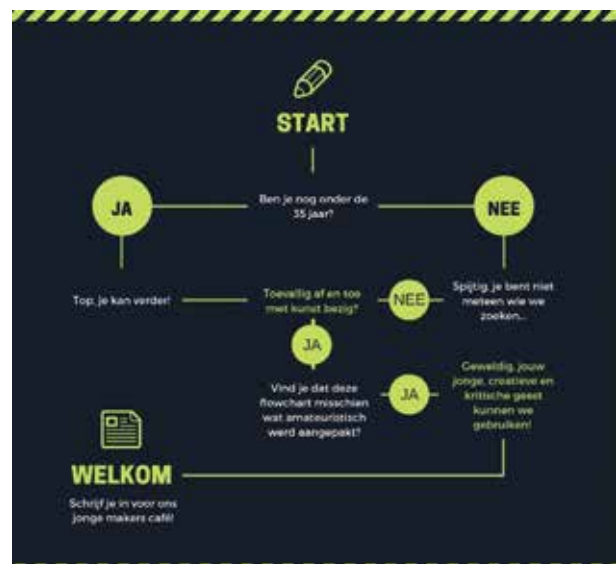 START
Ben je nog onder de
35 jaar?
JA
NEE
Top, je kan verder!
Toevallig af en toe
met kunst bezig?
NEE
Spijtig, je bent niet
meteen wie we
zoeken...
JA
Vind je dat deze
flowchart misschien
wat amateuristisch
werd aangepakt?
JA
Geweldig, jouw
jonge, creatieve en
kritische geest
kunnen we
gebruiken!
WELKOM
Schrijf je in voor ons
jonge makers café!